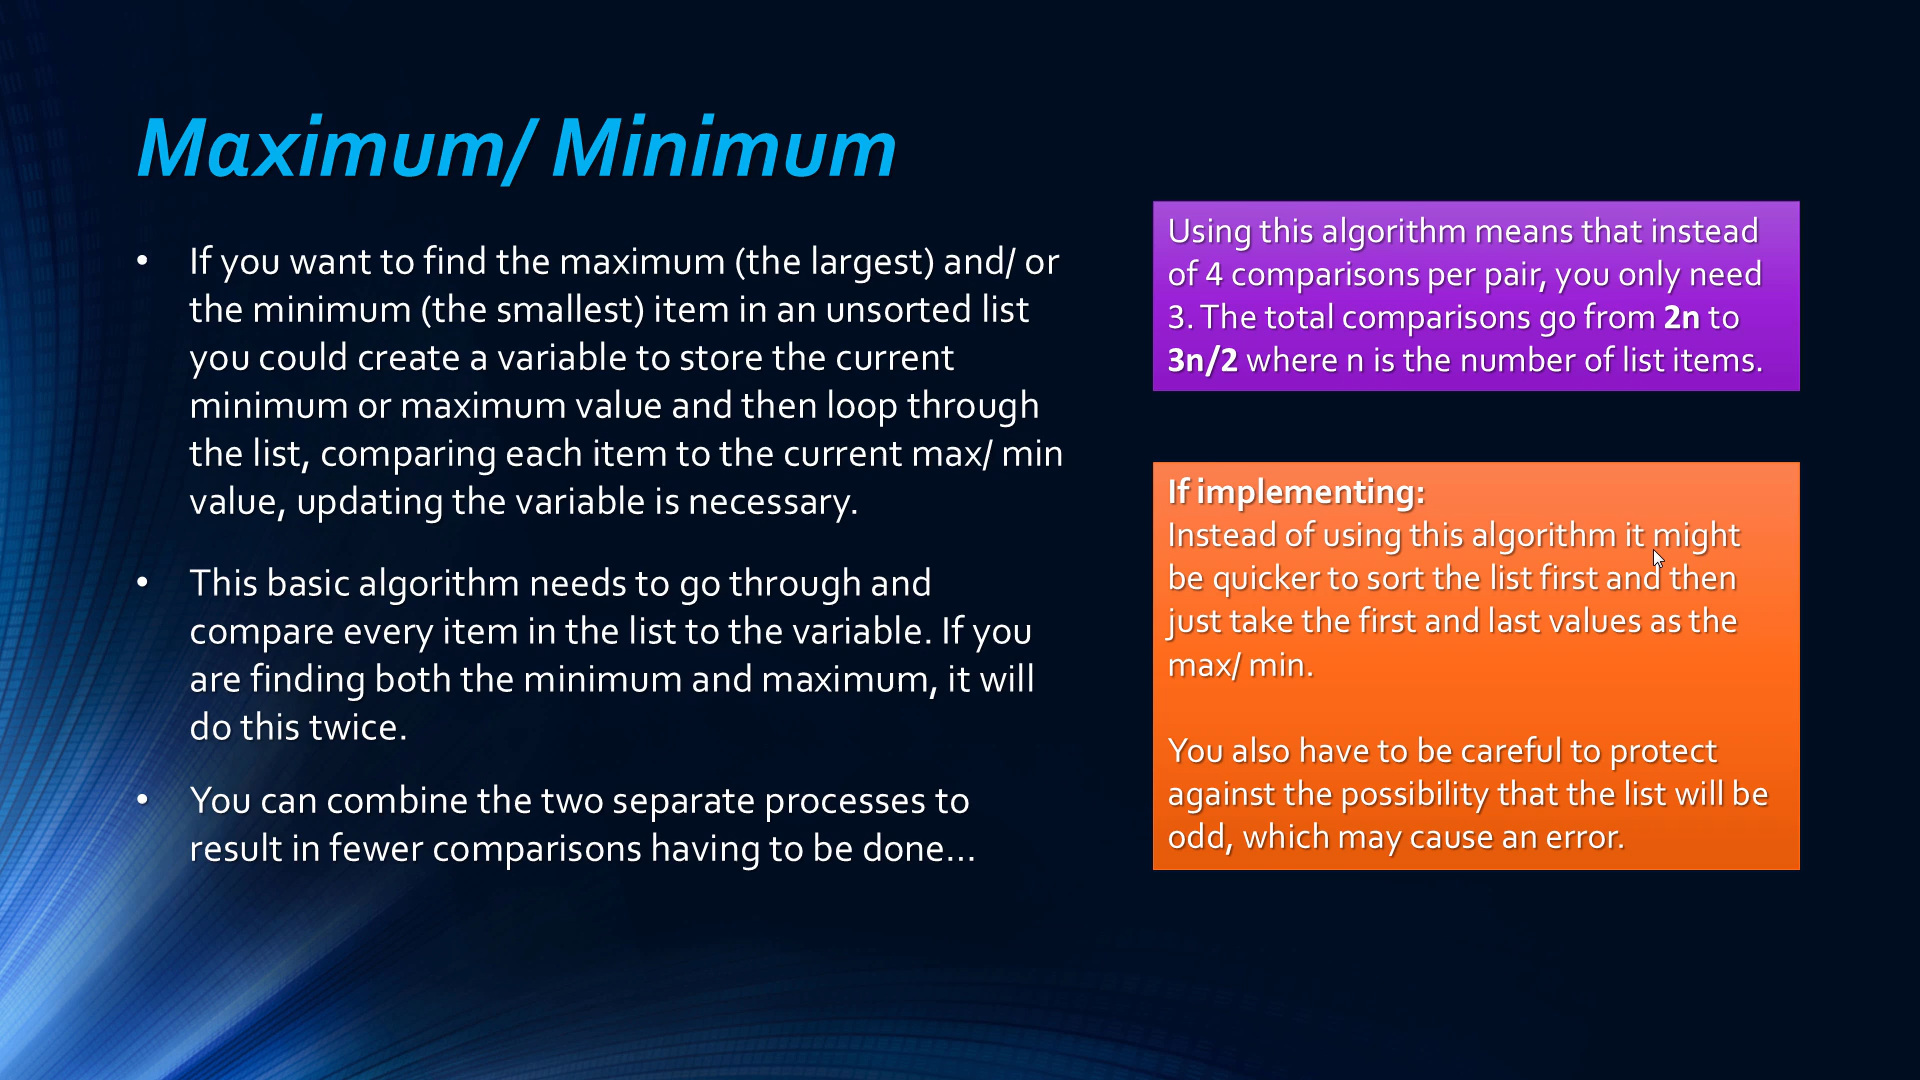 Maximum/ Minimum
• If you want to find the maximum (the largest) and/ or
the minimum (the smallest) item in an unsorted list
you could create a variable to store the current
minimum or maximum value and then loop through
the list, comparing each item to the current max/ min
value, updating the variable is necessary.
• This basic algorithm needs to go through and
compare every item in the list to the variable. If you
are finding both the minimum and maximum, it will
do this twice.
• You can combine the two separate processes to
result in fewer comparisons having to be done…
Using this algorithm means that instead
of 4 comparisons per pair, you only need
3. The total comparisons go from 2n to
3n/2 where n is the number of list items.
If implementing:
Instead of using this algorithm it might
be quicker to sort the list first and then
just take the first and last values as the
max/ min.
You also have to be careful to protect
against the possibility that the list will be
odd, which may cause an error.